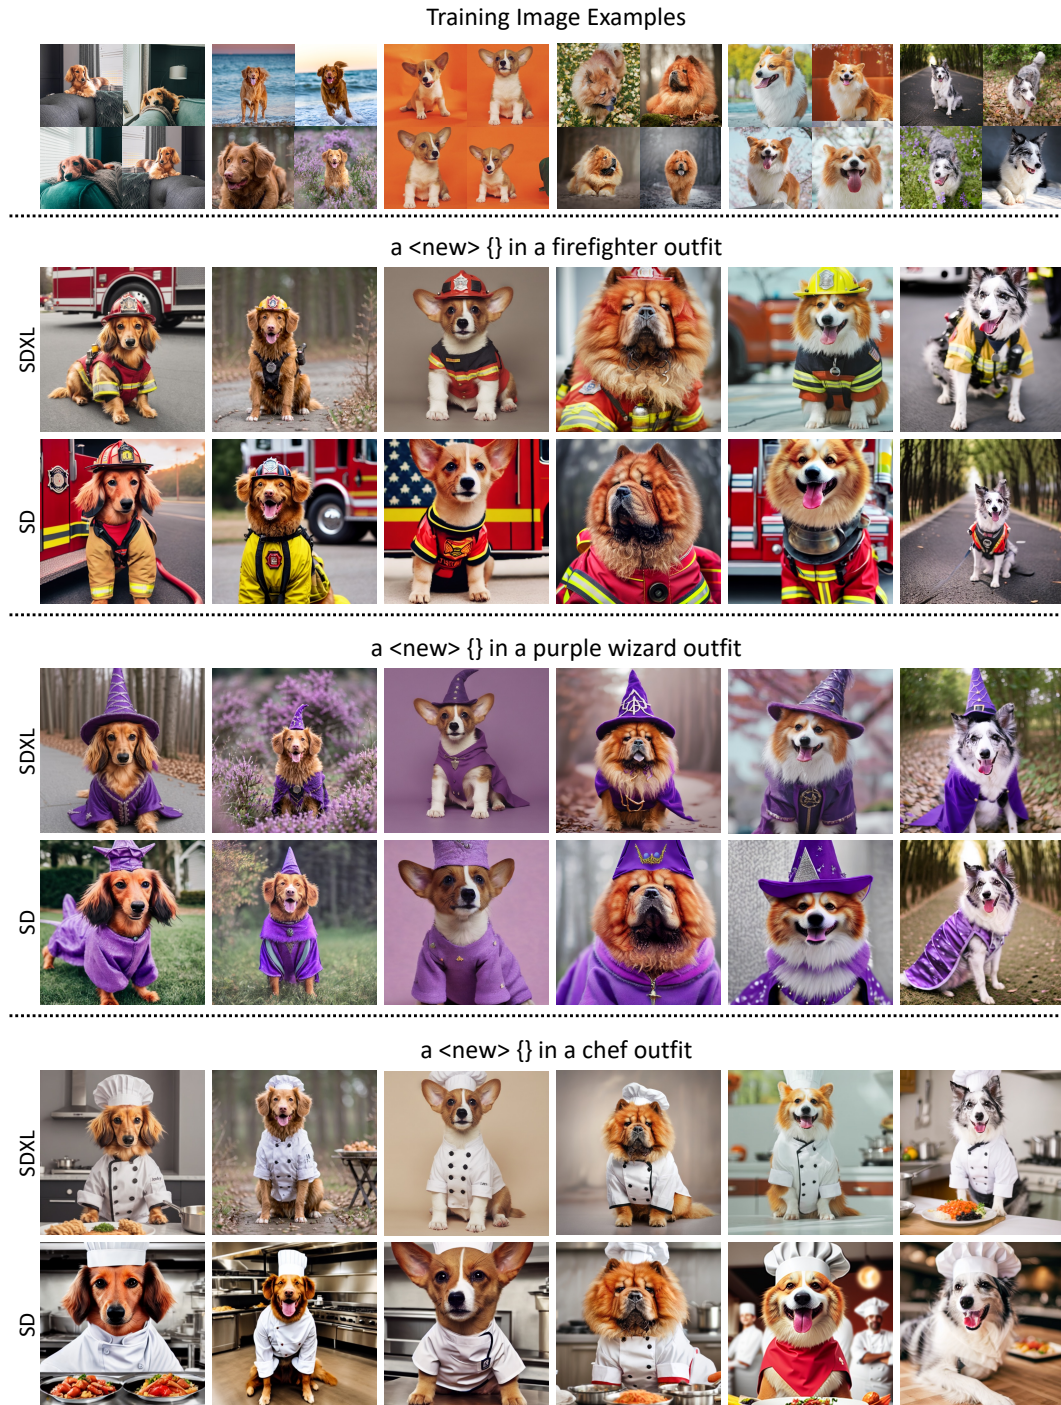 Training Image Examples
a <new> {} in a firefighter outfit
SDXL
SD
a <new> {} in a purple wizard outfit
SDXL
SD
a <new> {} in a chef outfit
SDXL
SD